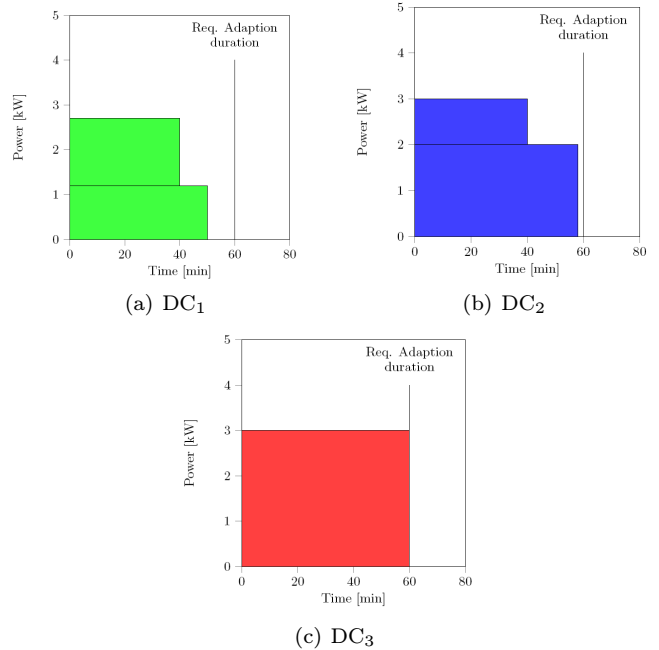 Req. Adaption
duration
5
4
3
2
1
0
Power [kW]
0
20
40
60
80
Time [min]
(a) DC₁
Req. Adaption
duration
5
4
3
2
1
0
Power [kW]
0
20
40
60
80
Time [min]
(b) DC₂
Req. Adaption
duration
5
4
3
2
1
0
Power [kW]
0
20
40
60
80
Time [min]
(c) DC₃